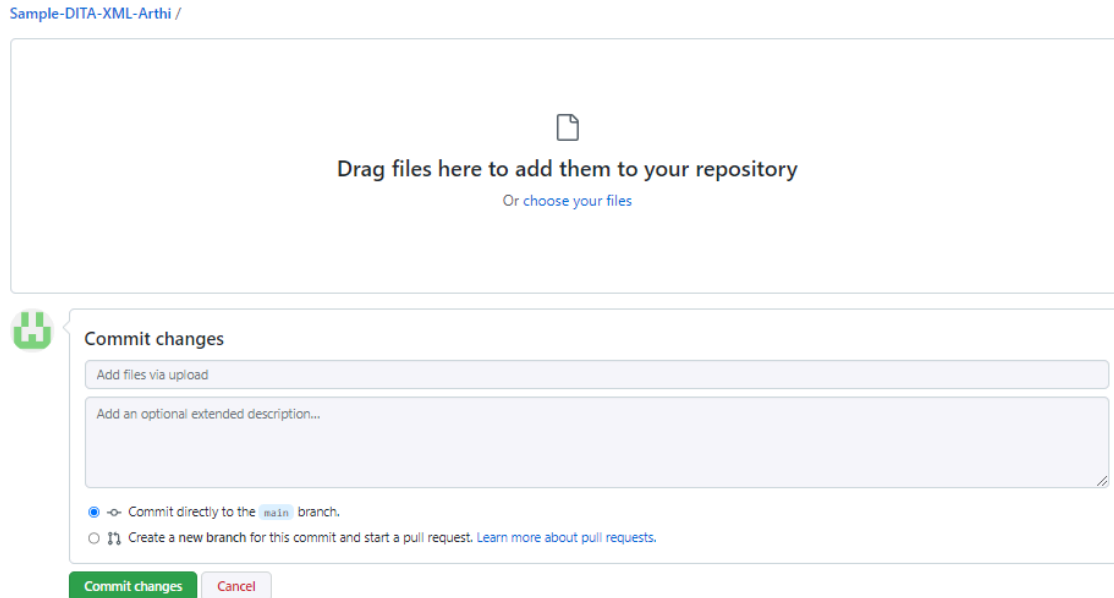 Sample-DITA-XML-Arthi /
Drag files here to add them to your repository
Or choose your files
Commit changes
Add files via upload
Add an optional extended description...
Commit directly to the main branch.
Create a new branch for this commit and start a pull request. Learn more about pull requests.
Commit changes Cancel